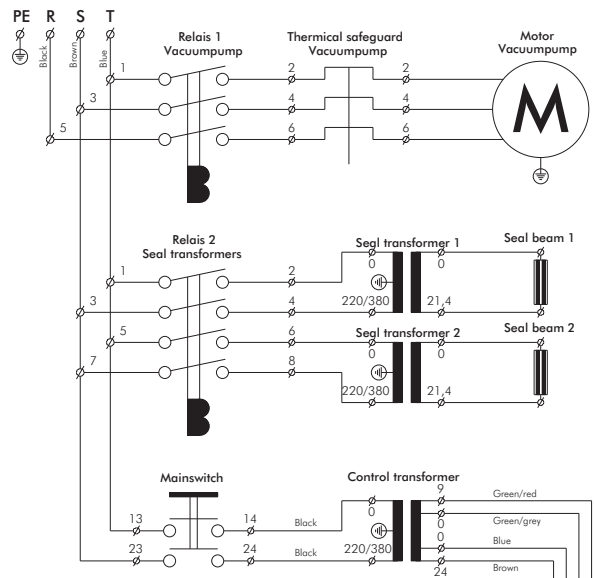 PE R S T
Black
Brown
Blue
Relais 1
Vacuumpump
Thermical safeguard
Vacuumpump
Motor
Vacuumpump
1 2 2
3 4 4
5 6 6
M
Relais 2
Seal transformers
Seal transformer 1
Seal beam 1
1 2 0 0
3 4 220/380 21,4
Seal transformer 2
Seal beam 2
5 6 0 0
7 8 220/380 21,4
Mainswitch
Control transformer
9 Green/red
13 14 Black 0
0 Green/grey
0 Blue
23 24 Black 220/380
24 Brown